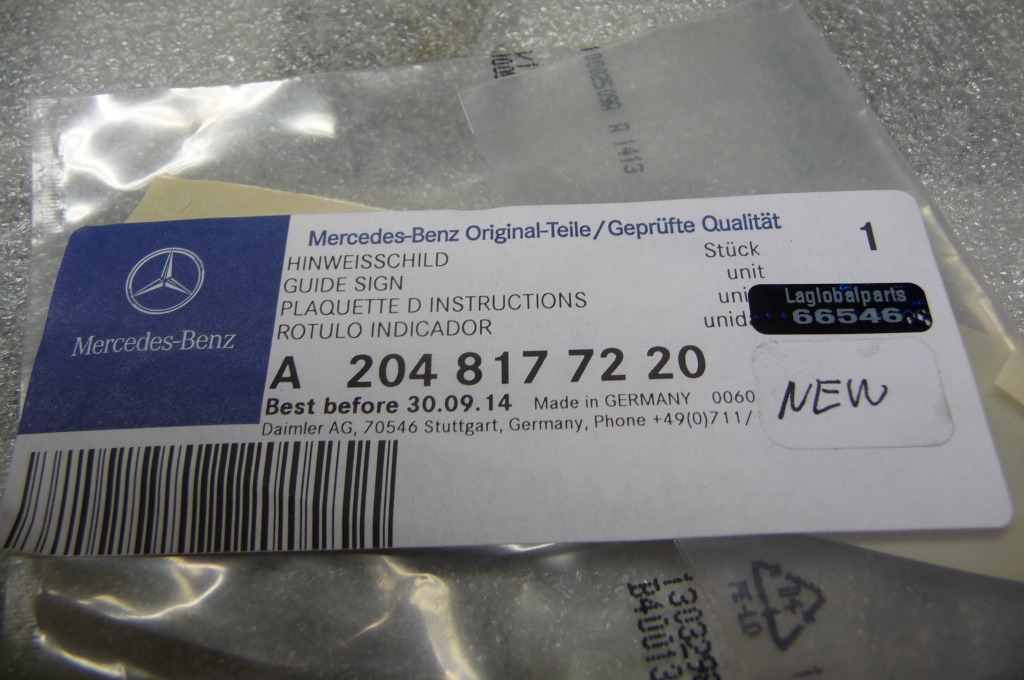 A 1413
Mercedes-Benz Original-Teile/Geprüfte Qualität
HINWEISSCHILD
GUIDE SIGN
PLAQUETTE D INSTRUCTIONS
ROTULO INDICADOR
Stück 1
unit
Laglobalparts
66546
Mercedes-Benz
A 204 817 72 20
NEW
Best before 30.09.14 Made in GERMANY 0060
Daimler AG, 70546 Stuttgart, Germany, Phone +49(0)711/
PE-LD